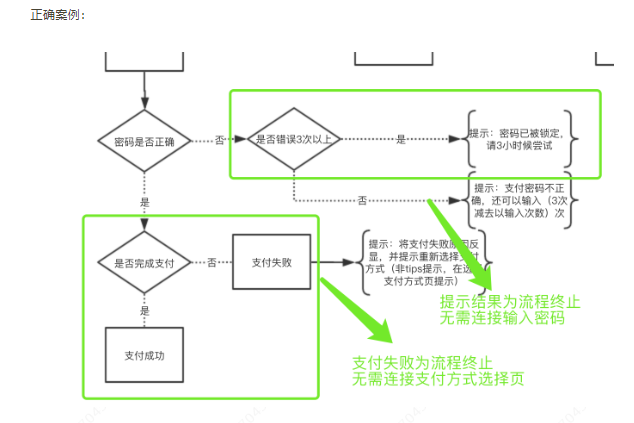 正确案例：
密码是否正确
否
是否错误3次以上
是
提示：密码已被锁定，
请3小时候尝试
否
提示：支付密码不正
确，还可以输入（3次
减去以输入次数）次
是
是否完成支付
否
支付失败
提示：将支付失败原因反
显，并提示重新选择支付
方式（非tips提示，在选择
支付方式页提示）
是
支付成功
提示结果为流程终止
无需连接输入密码
支付失败为流程终止
无需连接支付方式选择页